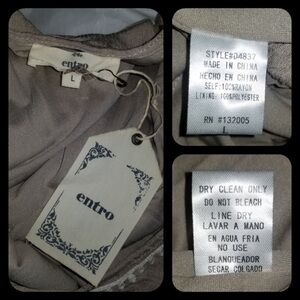 entro
L
entro
STYLE#D4837
MADE IN CHINA
HECHO EN CHINA
SELF:100%RAYON
LINING: 100%POLYESTER
RN #132005
L
DRY CLEAN ONLY
DO NOT BLEACH
LINE DRY
LAVAR A MANO
EN AGUA FRIA
NO USE
BLANQUEADOR
SECAR COLGADO